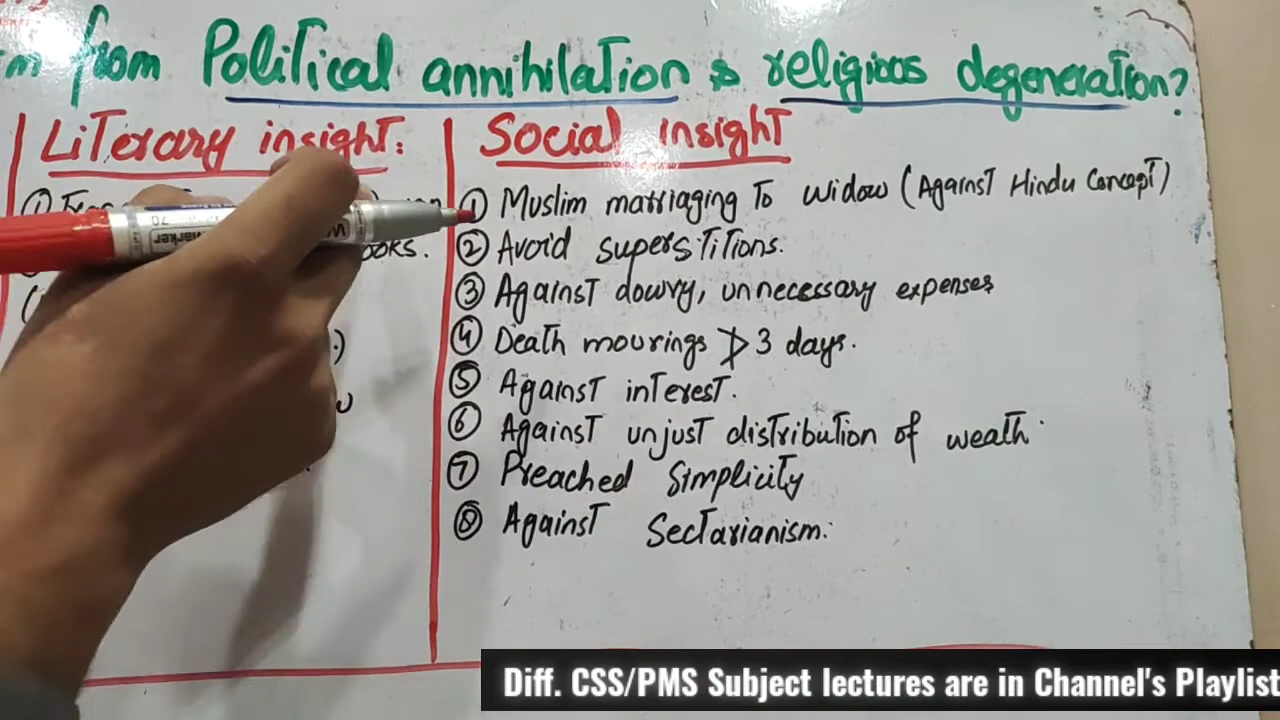 from Political annihilation & religious degeneration?
Literary insight:
Social insight
① Muslim marriaging To widow (Against Hindu Concept)
② Avoid superstitions.
③ Against dowry, unnecessary expenses
④ Death mournings ≯ 3 days.
⑤ Against interest.
⑥ Against unjust distribution of weath.
⑦ Preached Simplicity
⑧ Against Sectarianism.
Diff. CSS/PMS Subject lectures are in Channel's Playlist